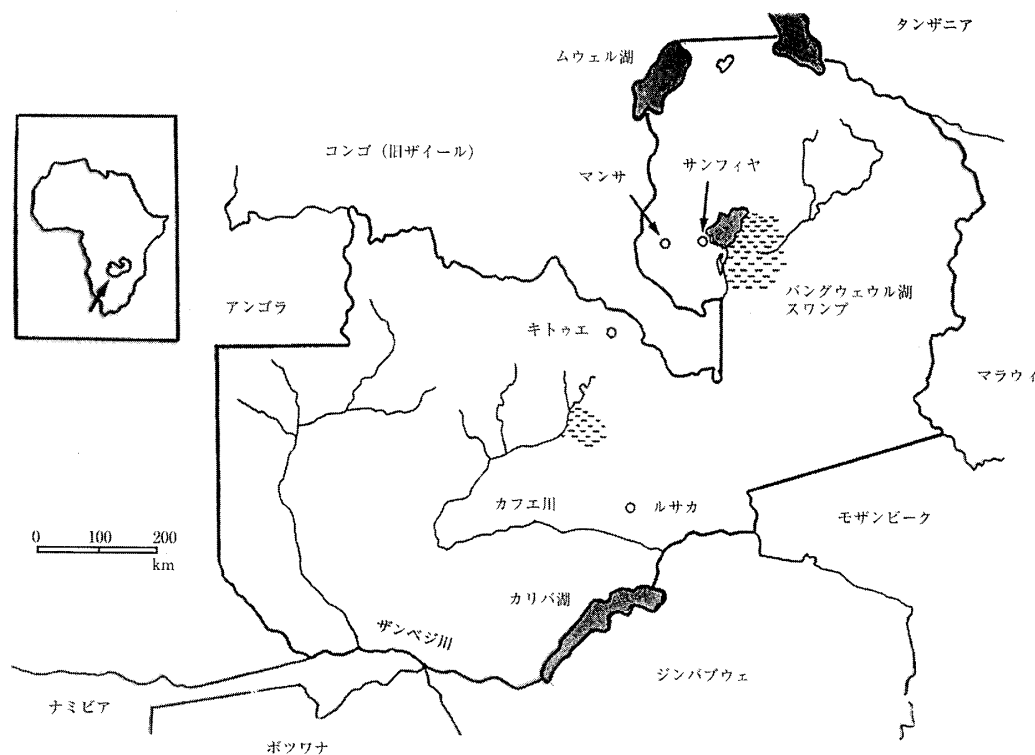 タンザニア
ムウェル湖
コンゴ（旧ザイール）
サンフィヤ
マンサ
アンゴラ
バングウェウル湖
スワンプ
キトゥエ
マラウィ
カフエ川
ルサカ
モザンビーク
0 100 200
km
カリバ湖
ザンベジ川
ジンバブウェ
ナミビア
ボツワナ